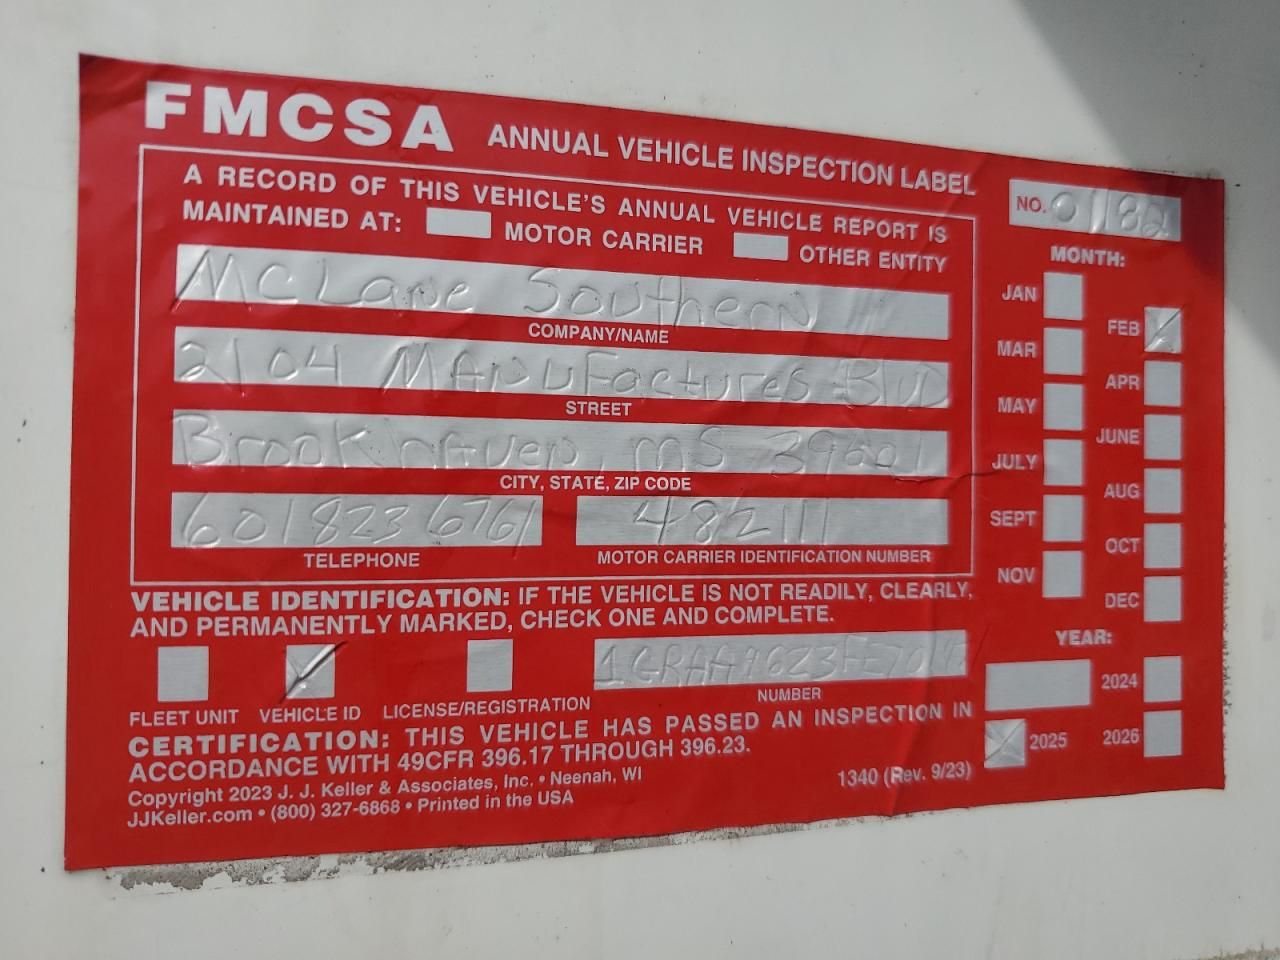 FMCSA ANNUAL VEHICLE INSPECTION LABEL
NO. 0182
A RECORD OF THIS VEHICLE'S ANNUAL VEHICLE REPORT IS
MAINTAINED AT: MOTOR CARRIER OTHER ENTITY
McLane Southern
COMPANY/NAME
2104 Manufactures Blvd
STREET
Brookhaven, MS 39601
CITY, STATE, ZIP CODE
6018236761 482111
TELEPHONE MOTOR CARRIER IDENTIFICATION NUMBER
VEHICLE IDENTIFICATION: IF THE VEHICLE IS NOT READILY, CLEARLY,
AND PERMANENTLY MARKED, CHECK ONE AND COMPLETE.
FLEET UNIT VEHICLE ID LICENSE/REGISTRATION NUMBER
CERTIFICATION: THIS VEHICLE HAS PASSED AN INSPECTION IN
ACCORDANCE WITH 49CFR 396.17 THROUGH 396.23.
Copyright 2023 J. J. Keller & Associates, Inc. • Neenah, WI
JJKeller.com • (800) 327-6868 • Printed in the USA
1340 (Rev. 9/23)
MONTH:
JAN
FEB
MAR
APR
MAY
JUNE
JULY
AUG
SEPT
OCT
NOV
DEC
YEAR:
2024
2025 2026